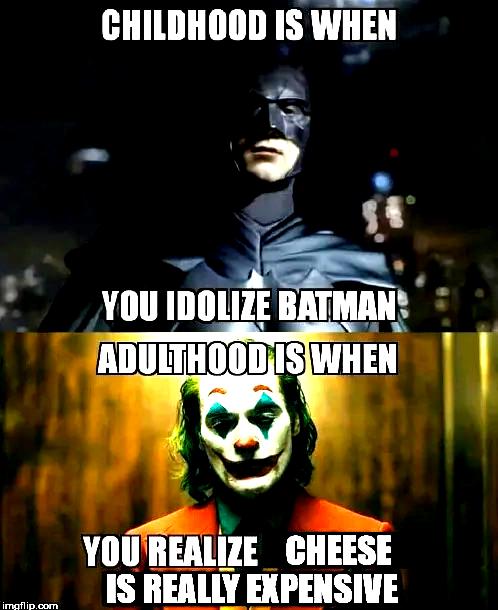 CHILDHOOD IS WHEN
YOU IDOLIZE BATMAN
ADULTHOOD IS WHEN
YOU REALIZE CHEESE
IS REALLY EXPENSIVE
imgflip.com